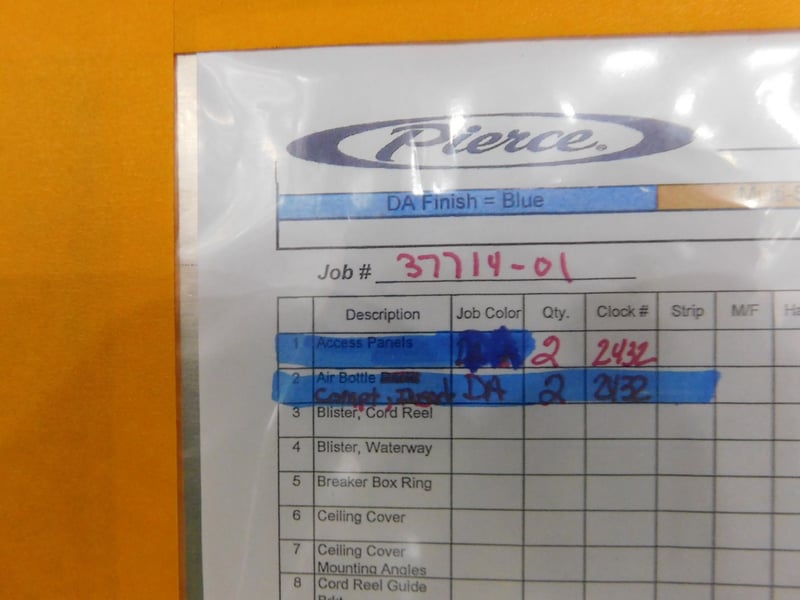 Pierce®
DA Finish = Blue
Job # 37714-01
Description Job Color Qty. Clock # Strip M/F
1 Access Panels 2 2432
2 Air Bottle DA 2 2432
Compt, Insert
3 Blister, Cord Reel
4 Blister, Waterway
5 Breaker Box Ring
6 Ceiling Cover
7 Ceiling Cover
Mounting Angles
8 Cord Reel Guide